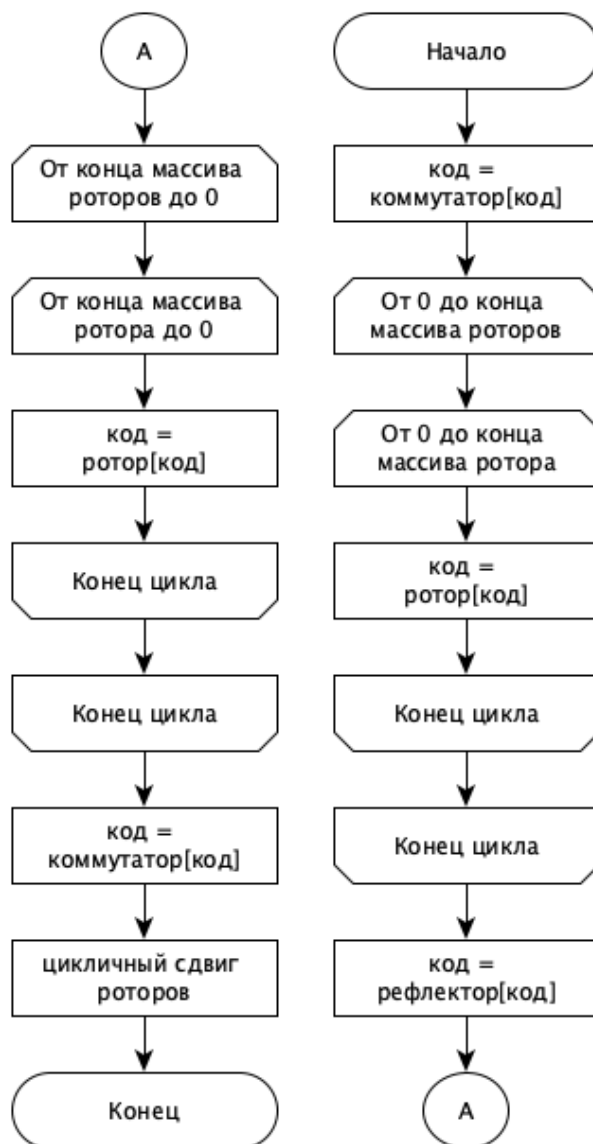 А
От конца массива
роторов до 0
От конца массива
ротора до 0
код =
ротор[код]
Конец цикла
Конец цикла
код =
коммутатор[код]
цикличный сдвиг
роторов
Конец
Начало
код =
коммутатор[код]
От 0 до конца
массива роторов
От 0 до конца
массива ротора
код =
ротор[код]
Конец цикла
Конец цикла
код =
рефлектор[код]
А